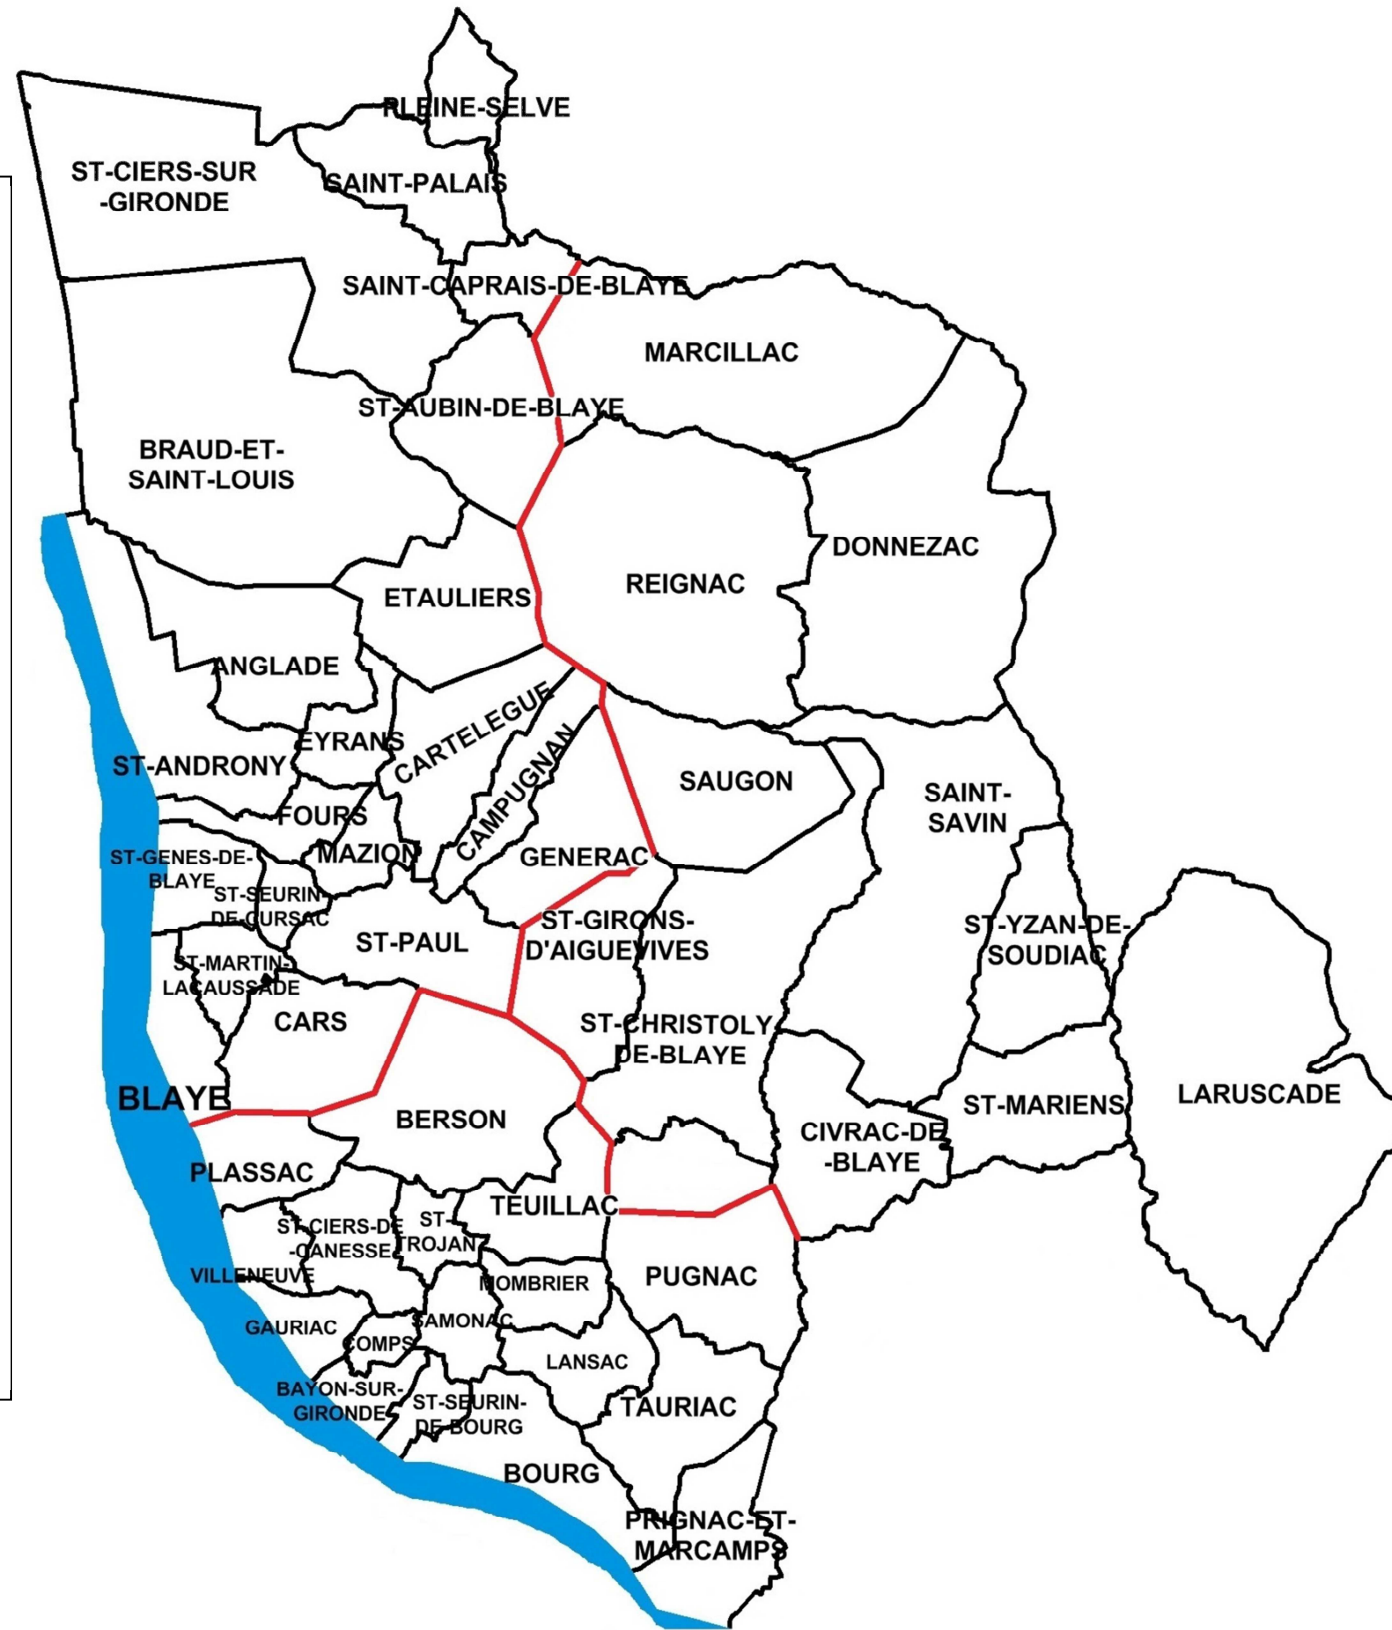 PLEINE-SELVE
ST-CIERS-SUR
-GIRONDE
SAINT-PALAIS
SAINT-CAPRAIS-DE-BLAYE
MARCILLAC
ST-AUBIN-DE-BLAYE
BRAUD-ET-
SAINT-LOUIS
DONNEZAC
REIGNAC
ETAULIERS
ANGLADE
CARTELEGUE
EYRANS
ST-ANDRONY
CAMPUGNAN
SAUGON
SAINT-
SAVIN
FOURS
MAZION
GENERAC
ST-GENES-DE-
BLAYE
ST-SEURIN-
DE-CURSAC
ST-GIRONS-
D'AIGUEVIVES
ST-YZAN-DE-
SOUDIAC
ST-PAUL
ST-MARTIN-
LACAUSSADE
CARS
ST-CHRISTOLY-
DE-BLAYE
BLAYE
LARUSCADE
ST-MARIENS
BERSON
CIVRAC-DE
-BLAYE
PLASSAC
TEUILLAC
ST-CIERS-DE
-CANESSE
ST-
TROJAN
VILLENEUVE
MOMBRIER
PUGNAC
GAURIAC
SAMONAC
COMPS
LANSAC
BAYON-SUR-
GIRONDE
ST-SEURIN-
DE-BOURG
TAURIAC
BOURG
PRIGNAC-ET-
MARCAMPS